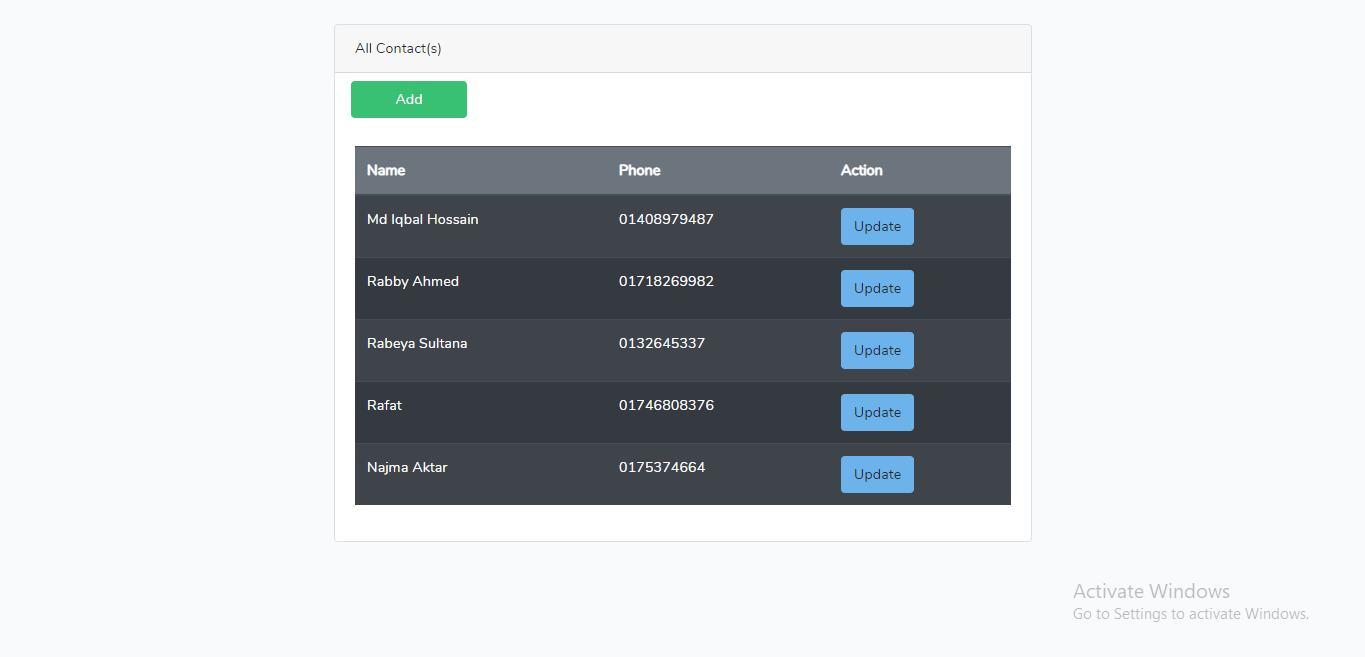 All Contact(s)
Add
Name Phone Action
Md Iqbal Hossain 01408979487 Update
Rabby Ahmed 01718269982 Update
Rabeya Sultana 0132645337 Update
Rafat 01746808376 Update
Najma Aktar 0175374664 Update
Activate Windows
Go to Settings to activate Windows.